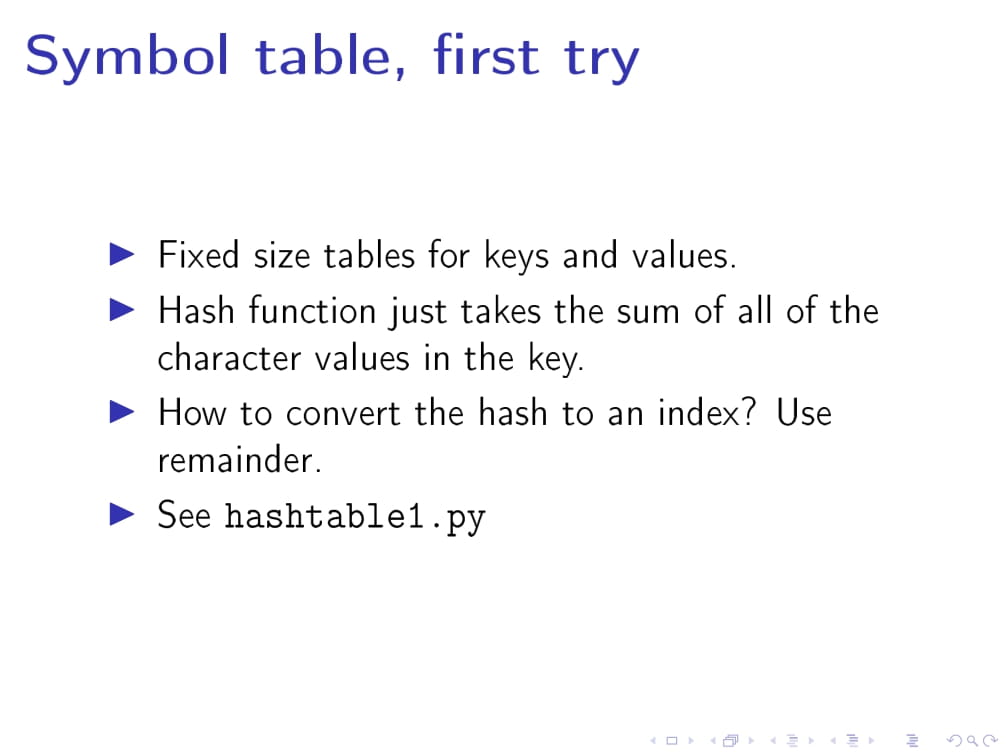 Symbol table, first try
Fixed size tables for keys and values.
Hash function just takes the sum of all of the
character values in the key.
How to convert the hash to an index? Use
remainder.
See hashtable1.py